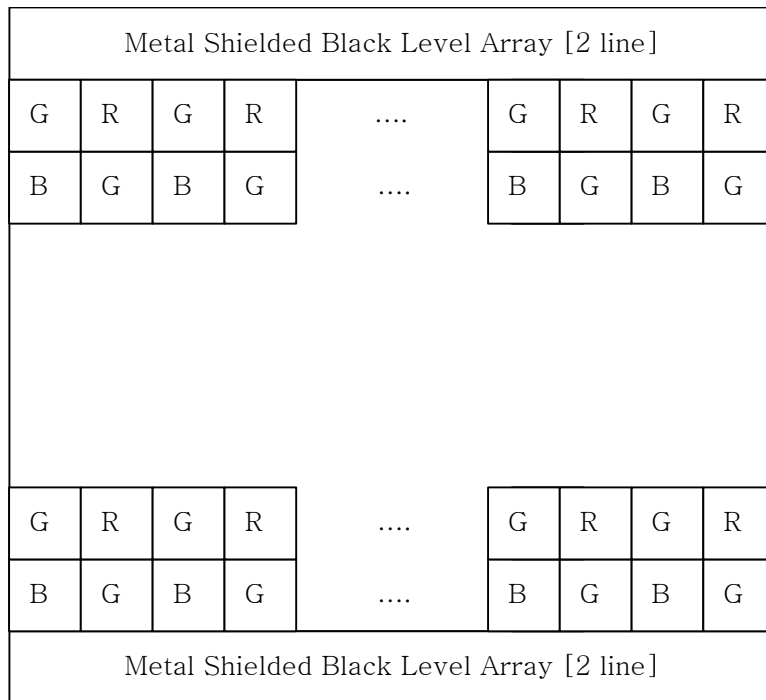 Metal Shielded Black Level Array [2 line]
G R G R .... G R G R
B G B G .... B G B G
G R G R .... G R G R
B G B G .... B G B G
Metal Shielded Black Level Array [2 line]